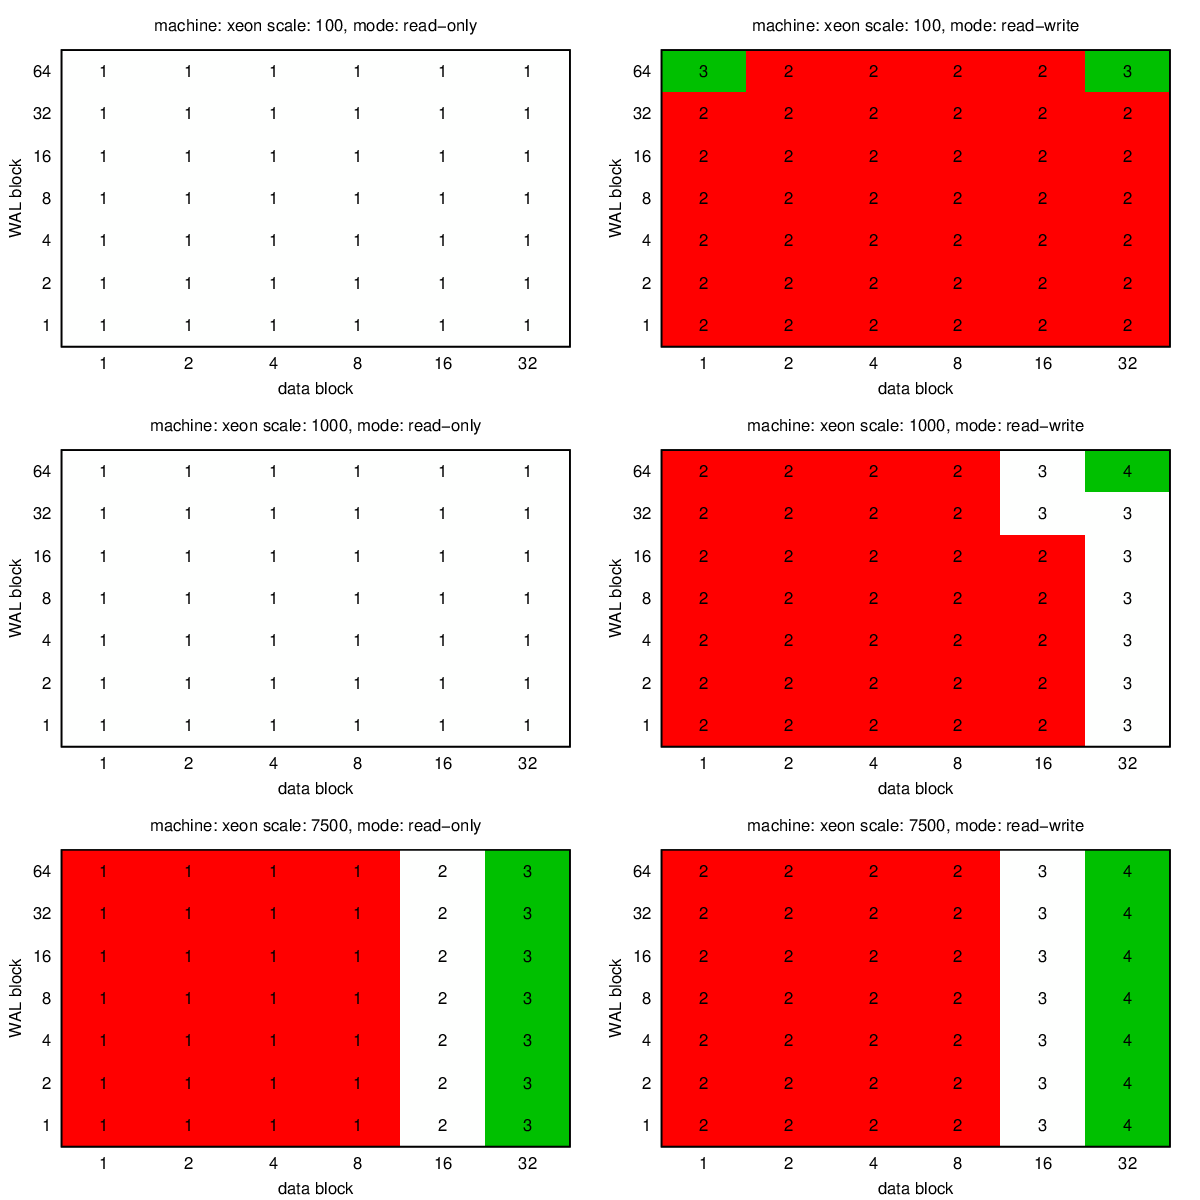 machine: xeon scale: 100, mode: read−only
64 1 1 1 1 1 1
32 1 1 1 1 1 1
16 1 1 1 1 1 1
8 1 1 1 1 1 1
4 1 1 1 1 1 1
2 1 1 1 1 1 1
1 1 1 1 1 1 1
WAL block
1 2 4 8 16 32
data block
machine: xeon scale: 100, mode: read−write
64 3 2 2 2 2 3
32 2 2 2 2 2 2
16 2 2 2 2 2 2
8 2 2 2 2 2 2
4 2 2 2 2 2 2
2 2 2 2 2 2 2
1 2 2 2 2 2 2
WAL block
1 2 4 8 16 32
data block
machine: xeon scale: 1000, mode: read−only
64 1 1 1 1 1 1
32 1 1 1 1 1 1
16 1 1 1 1 1 1
8 1 1 1 1 1 1
4 1 1 1 1 1 1
2 1 1 1 1 1 1
1 1 1 1 1 1 1
WAL block
1 2 4 8 16 32
data block
machine: xeon scale: 1000, mode: read−write
64 2 2 2 2 3 4
32 2 2 2 2 3 3
16 2 2 2 2 2 3
8 2 2 2 2 2 3
4 2 2 2 2 2 3
2 2 2 2 2 2 3
1 2 2 2 2 2 3
WAL block
1 2 4 8 16 32
data block
machine: xeon scale: 7500, mode: read−only
64 1 1 1 1 2 3
32 1 1 1 1 2 3
16 1 1 1 1 2 3
8 1 1 1 1 2 3
4 1 1 1 1 2 3
2 1 1 1 1 2 3
1 1 1 1 1 2 3
WAL block
1 2 4 8 16 32
data block
machine: xeon scale: 7500, mode: read−write
64 2 2 2 2 3 4
32 2 2 2 2 3 4
16 2 2 2 2 3 4
8 2 2 2 2 3 4
4 2 2 2 2 3 4
2 2 2 2 2 3 4
1 2 2 2 2 3 4
WAL block
1 2 4 8 16 32
data block